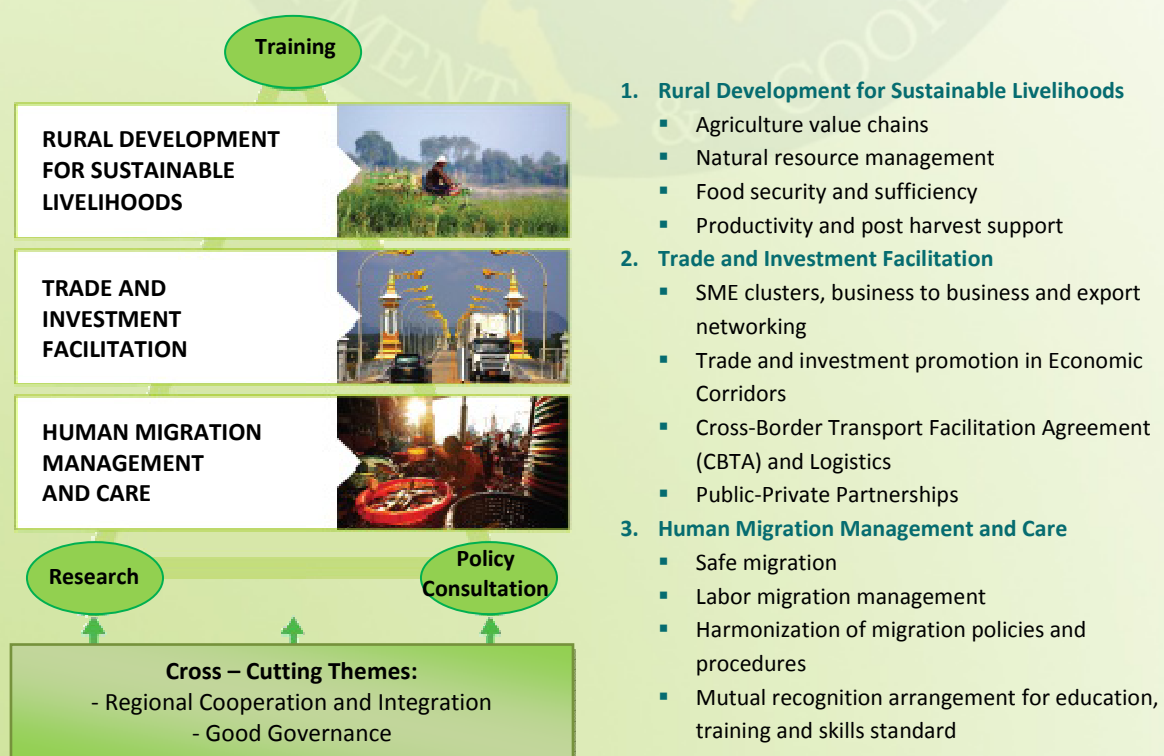 Training
RURAL DEVELOPMENT
FOR SUSTAINABLE
LIVELIHOODS
TRADE AND
INVESTMENT
FACILITATION
HUMAN MIGRATION
MANAGEMENT
AND CARE
Research
Policy
Consultation
Cross – Cutting Themes:
- Regional Cooperation and Integration
- Good Governance
MENT & COOP
1. Rural Development for Sustainable Livelihoods
▪ Agriculture value chains
▪ Natural resource management
▪ Food security and sufficiency
▪ Productivity and post harvest support
2. Trade and Investment Facilitation
▪ SME clusters, business to business and export
networking
▪ Trade and investment promotion in Economic
Corridors
▪ Cross-Border Transport Facilitation Agreement
(CBTA) and Logistics
▪ Public-Private Partnerships
3. Human Migration Management and Care
▪ Safe migration
▪ Labor migration management
▪ Harmonization of migration policies and
procedures
▪ Mutual recognition arrangement for education,
training and skills standard